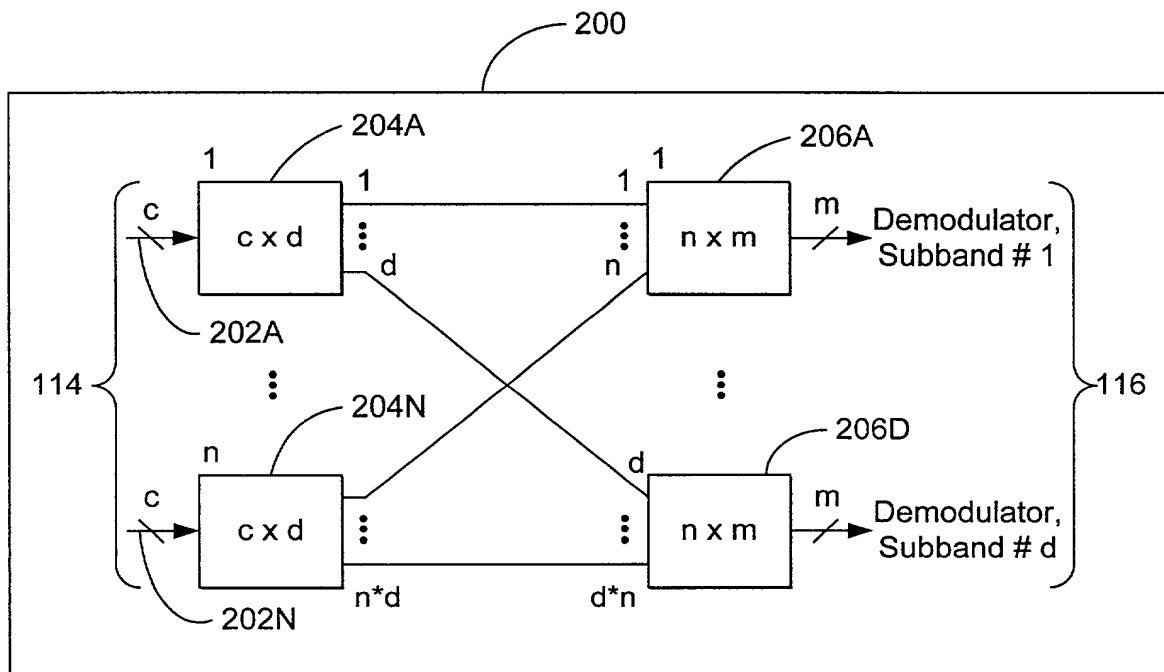 200
204A
206A
1
1
1
1
c
c x d
d
n
n x m
m
Demodulator,
Subband # 1
202A
114
116
204N
206D
n
d
c
c x d
n x m
m
Demodulator,
Subband # d
202N
n*d
d*n